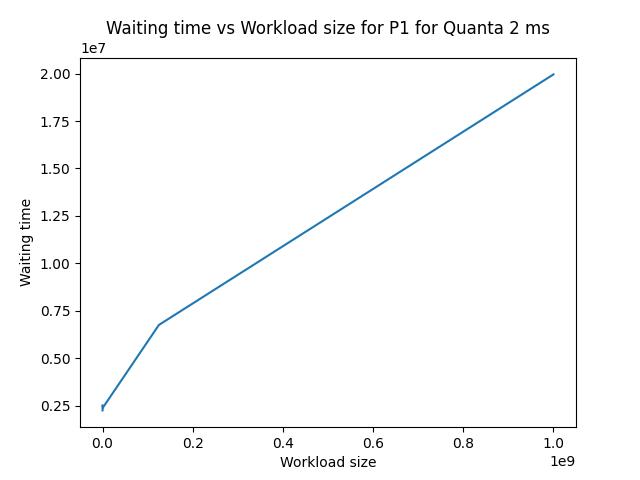 Waiting time vs Workload size for P1 for Quanta 2 ms
1e7
2.00
1.75
1.50
1.25
1.00
0.75
0.50
0.25
Waiting time
0.0 0.2 0.4 0.6 0.8 1.0
1e9
Workload size